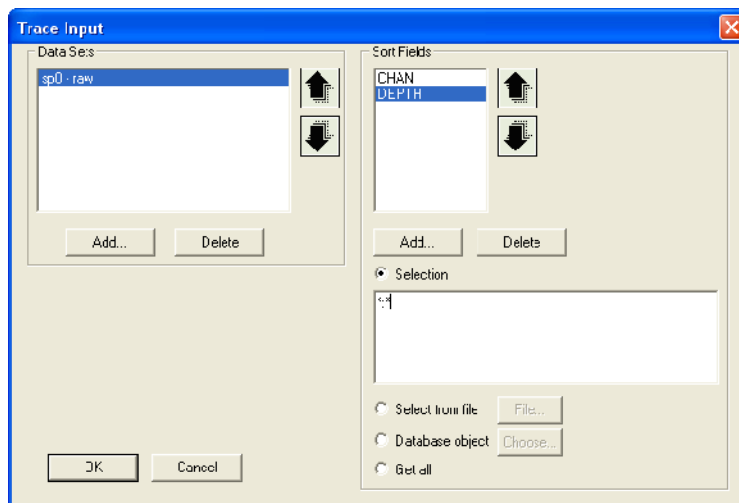 Trace Input
Data Sets
sp0 - raw
Add...
Delete
Sort Fields
CHAN
DEPTH
Add...
Delete
Selection
*:*
Select from file
File...
Database object
Choose...
Get all
OK
Cancel